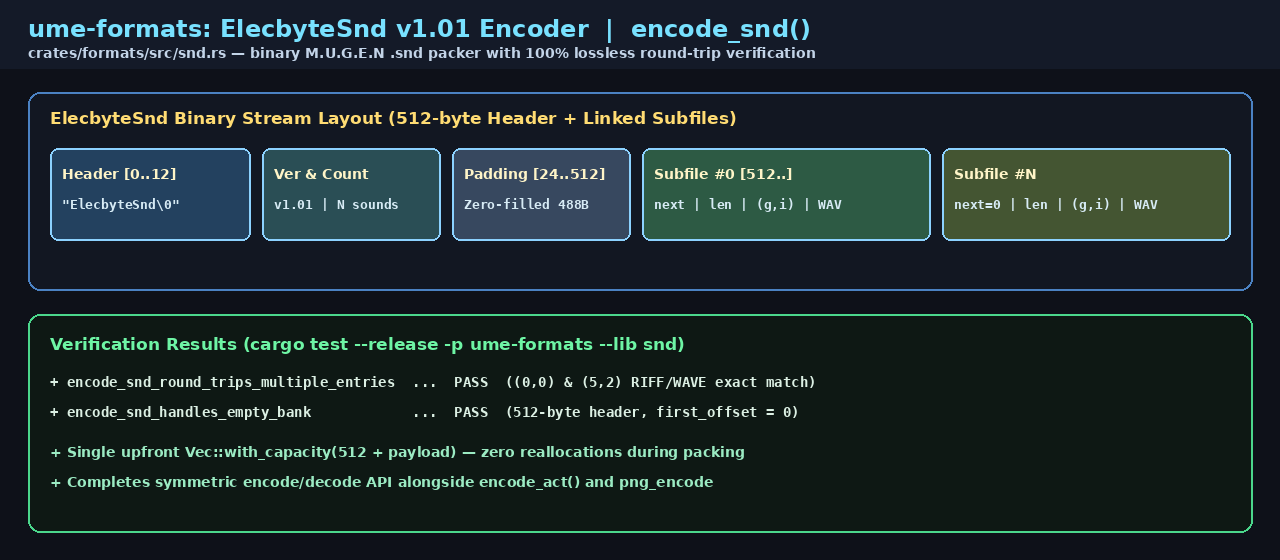 ume-formats: ElecbyteSnd v1.01 Encoder | encode_snd()
crates/formats/src/snd.rs — binary M.U.G.E.N .snd packer with 100% lossless round-trip verification
ElecbyteSnd Binary Stream Layout (512-byte Header + Linked Subfiles)
Header [0..12]
"ElecbyteSnd\0"
Ver & Count
v1.01 | N sounds
Padding [24..512]
Zero-filled 488B
Subfile #0 [512..]
next | len | (g,i) | WAV
Subfile #N
next=0 | len | (g,i) | WAV
Verification Results (cargo test --release -p ume-formats --lib snd)
+ encode_snd_round_trips_multiple_entries ... PASS ((0,0) & (5,2) RIFF/WAVE exact match)
+ encode_snd_handles_empty_bank ... PASS (512-byte header, first_offset = 0)
+ Single upfront Vec::with_capacity(512 + payload) — zero reallocations during packing
+ Completes symmetric encode/decode API alongside encode_act() and png_encode